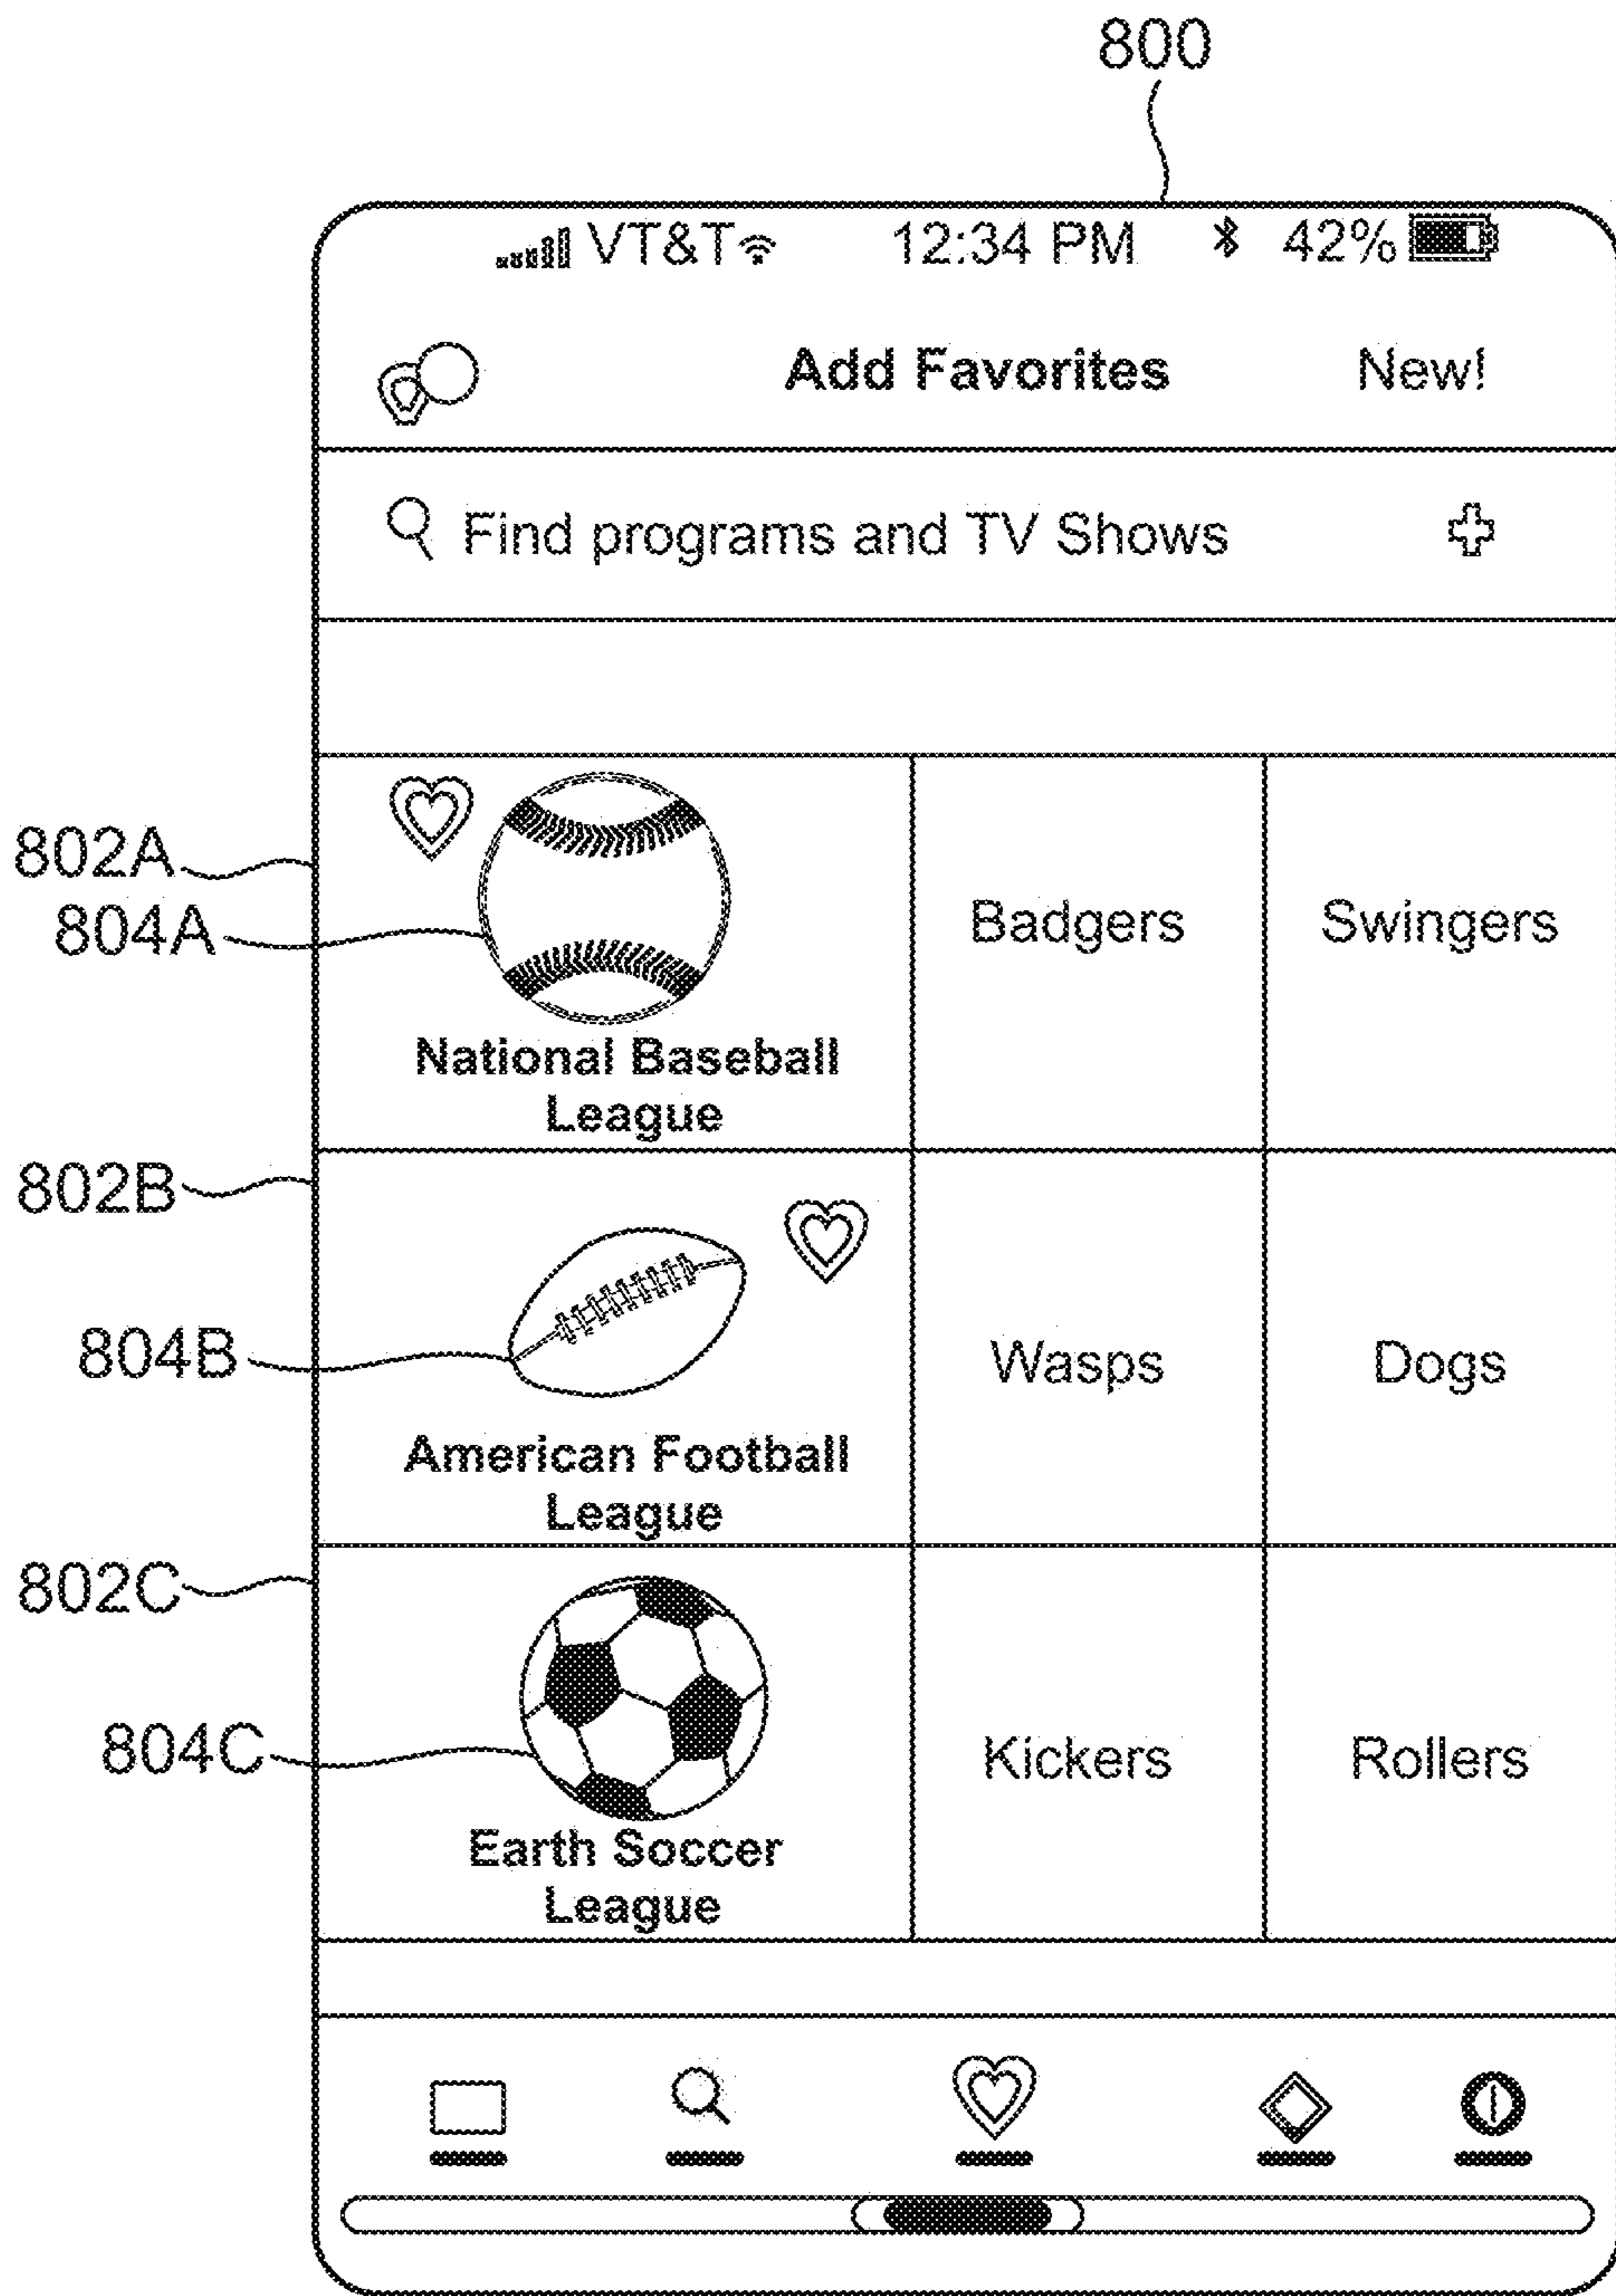 800
VT&T 12:34 PM 42%
Add Favorites New!
Find programs and TV Shows
802A
804A
National Baseball
League
Badgers
Swingers
802B
804B
American Football
League
Wasps
Dogs
802C
804C
Earth Soccer
League
Kickers
Rollers